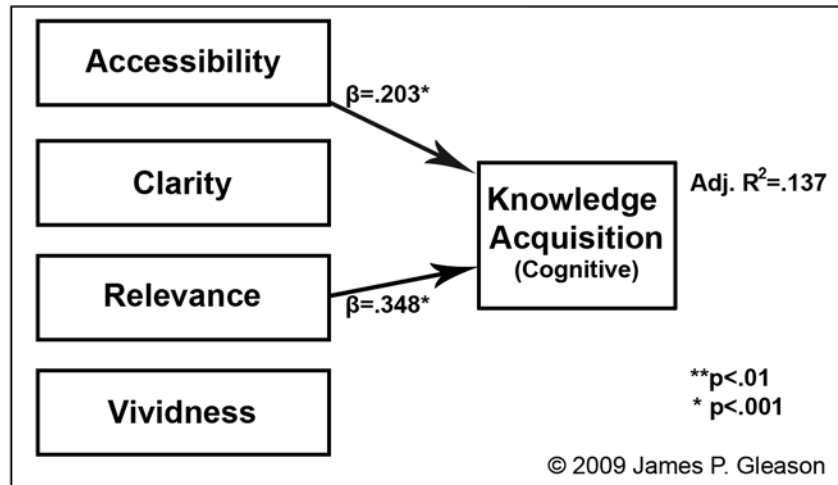 Accessibility
β=.203*
Clarity
Knowledge
Acquisition
(Cognitive)
Adj. R²=.137
Relevance
β=.348*
Vividness
**p<.01
* p<.001
© 2009 James P. Gleason